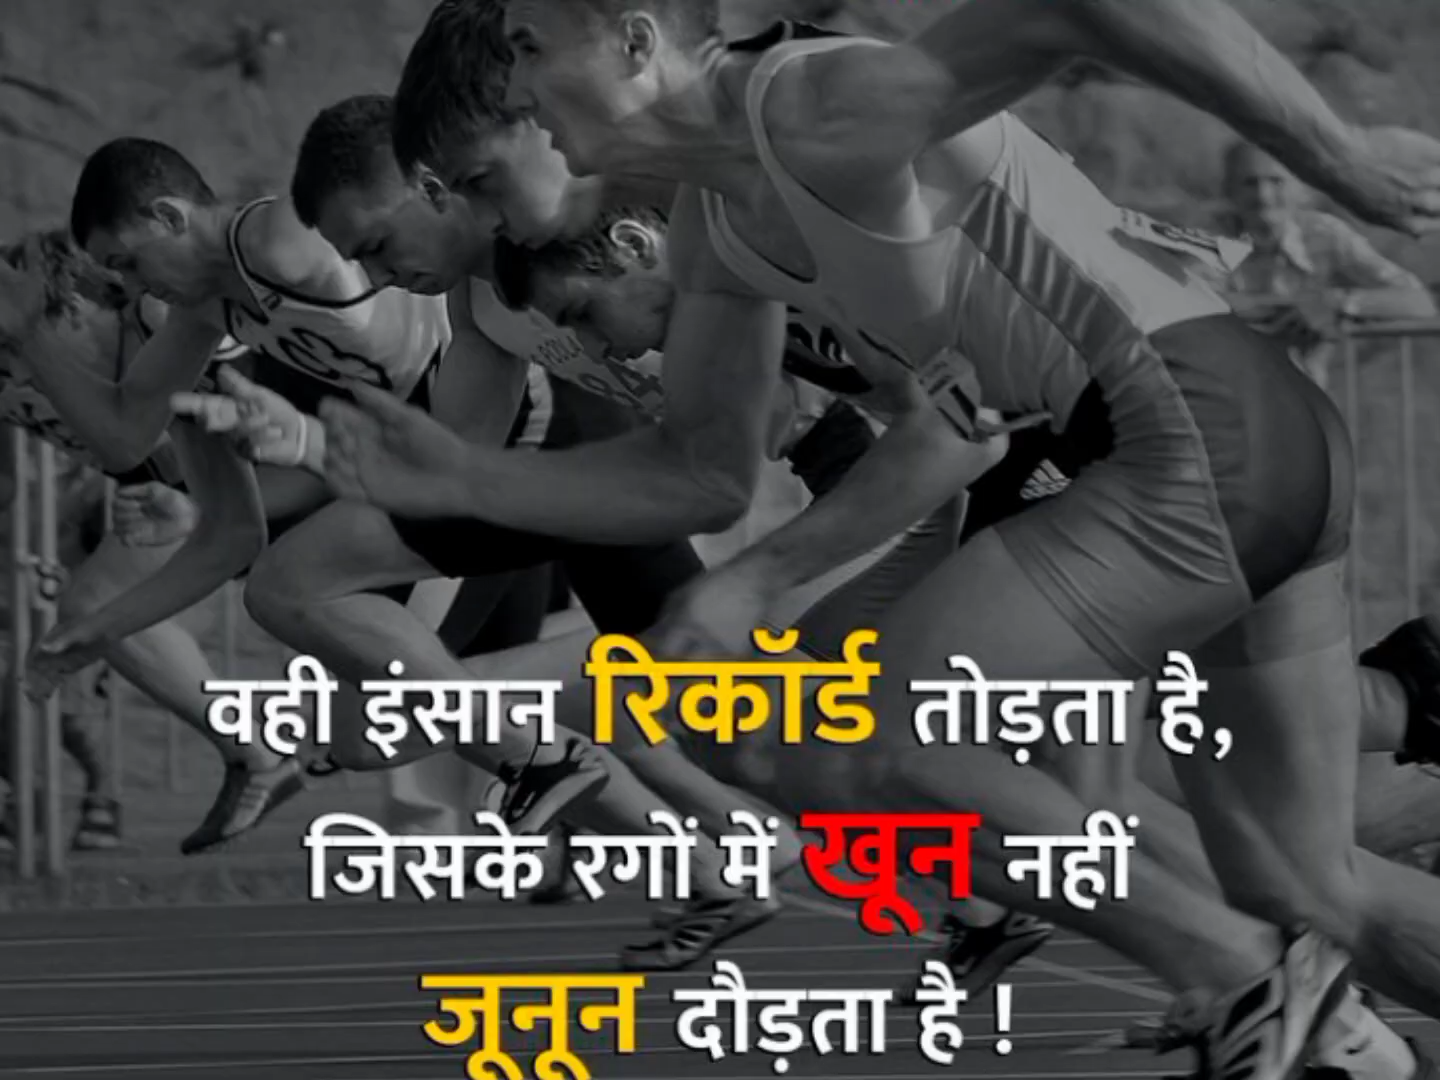 वही इंसान रिकॉर्ड तोड़ता है,
जिसके रगों में खून नहीं
जूनून दौड़ता है !